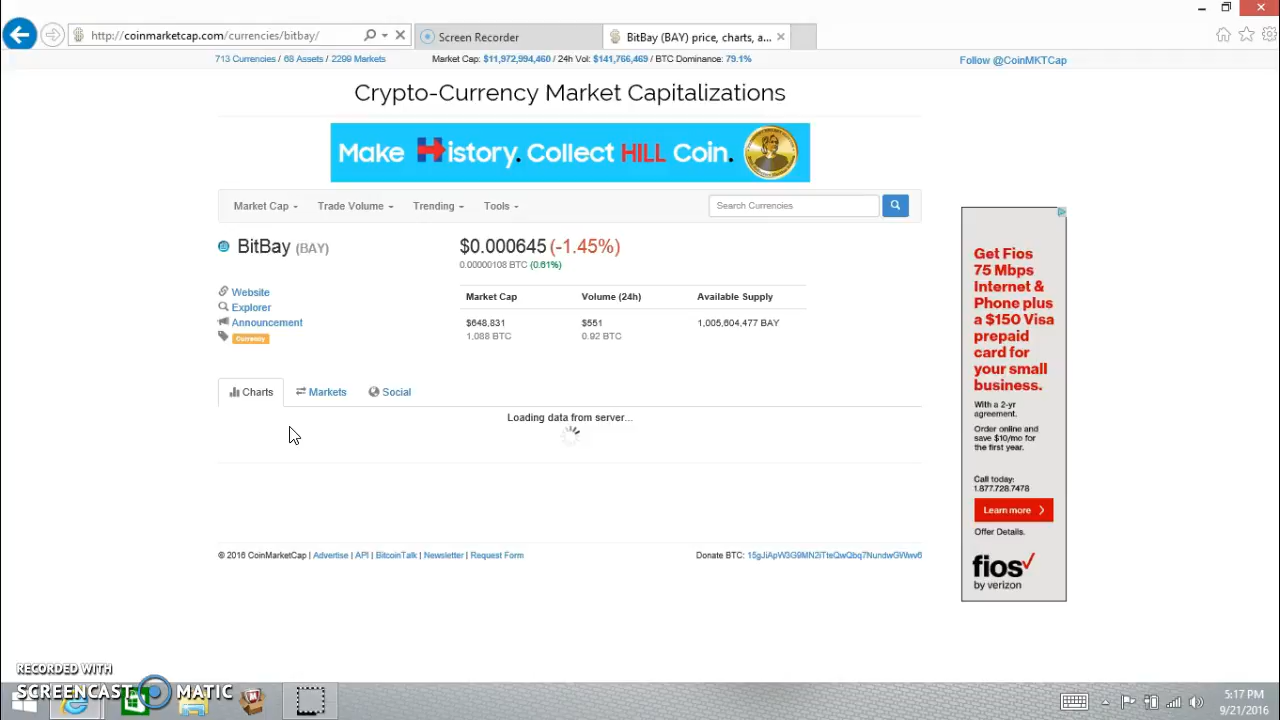 http://coinmarketcap.com/currencies/bitbay/
Screen Recorder
BitBay (BAY) price, charts, a...
713 Currencies / 68 Assets / 2299 Markets
Market Cap: $11,972,994,460 / 24h Vol: $141,766,469 / BTC Dominance: 79.1%
Follow @CoinMKTCap
Crypto-Currency Market Capitalizations
Make History. Collect HILL Coin.
Market Cap
Trade Volume
Trending
Tools
Search Currencies
BitBay (BAY)
$0.000645 (-1.45%)
0.00000108 BTC (0.61%)
Website
Explorer
Announcement
Currency
Market Cap Volume (24h) Available Supply
$648,831 $551 1,005,604,477 BAY
1,088 BTC 0.92 BTC
Charts
Markets
Social
Loading data from server...
Get Fios
75 Mbps
Internet &
Phone plus
a $150 Visa
prepaid
card for
your small
business.
With a 2-yr
agreement.
Order online and
save $10/mo for
the first year.
Call today:
1.877.728.7478
Learn more
Offer Details.
fios
by verizon
© 2016 CoinMarketCap | Advertise | API | BitcoinTalk | Newsletter | Request Form
Donate BTC:
RECORDED WITH
SCREENCAST MATIC
5:17 PM
9/21/2016